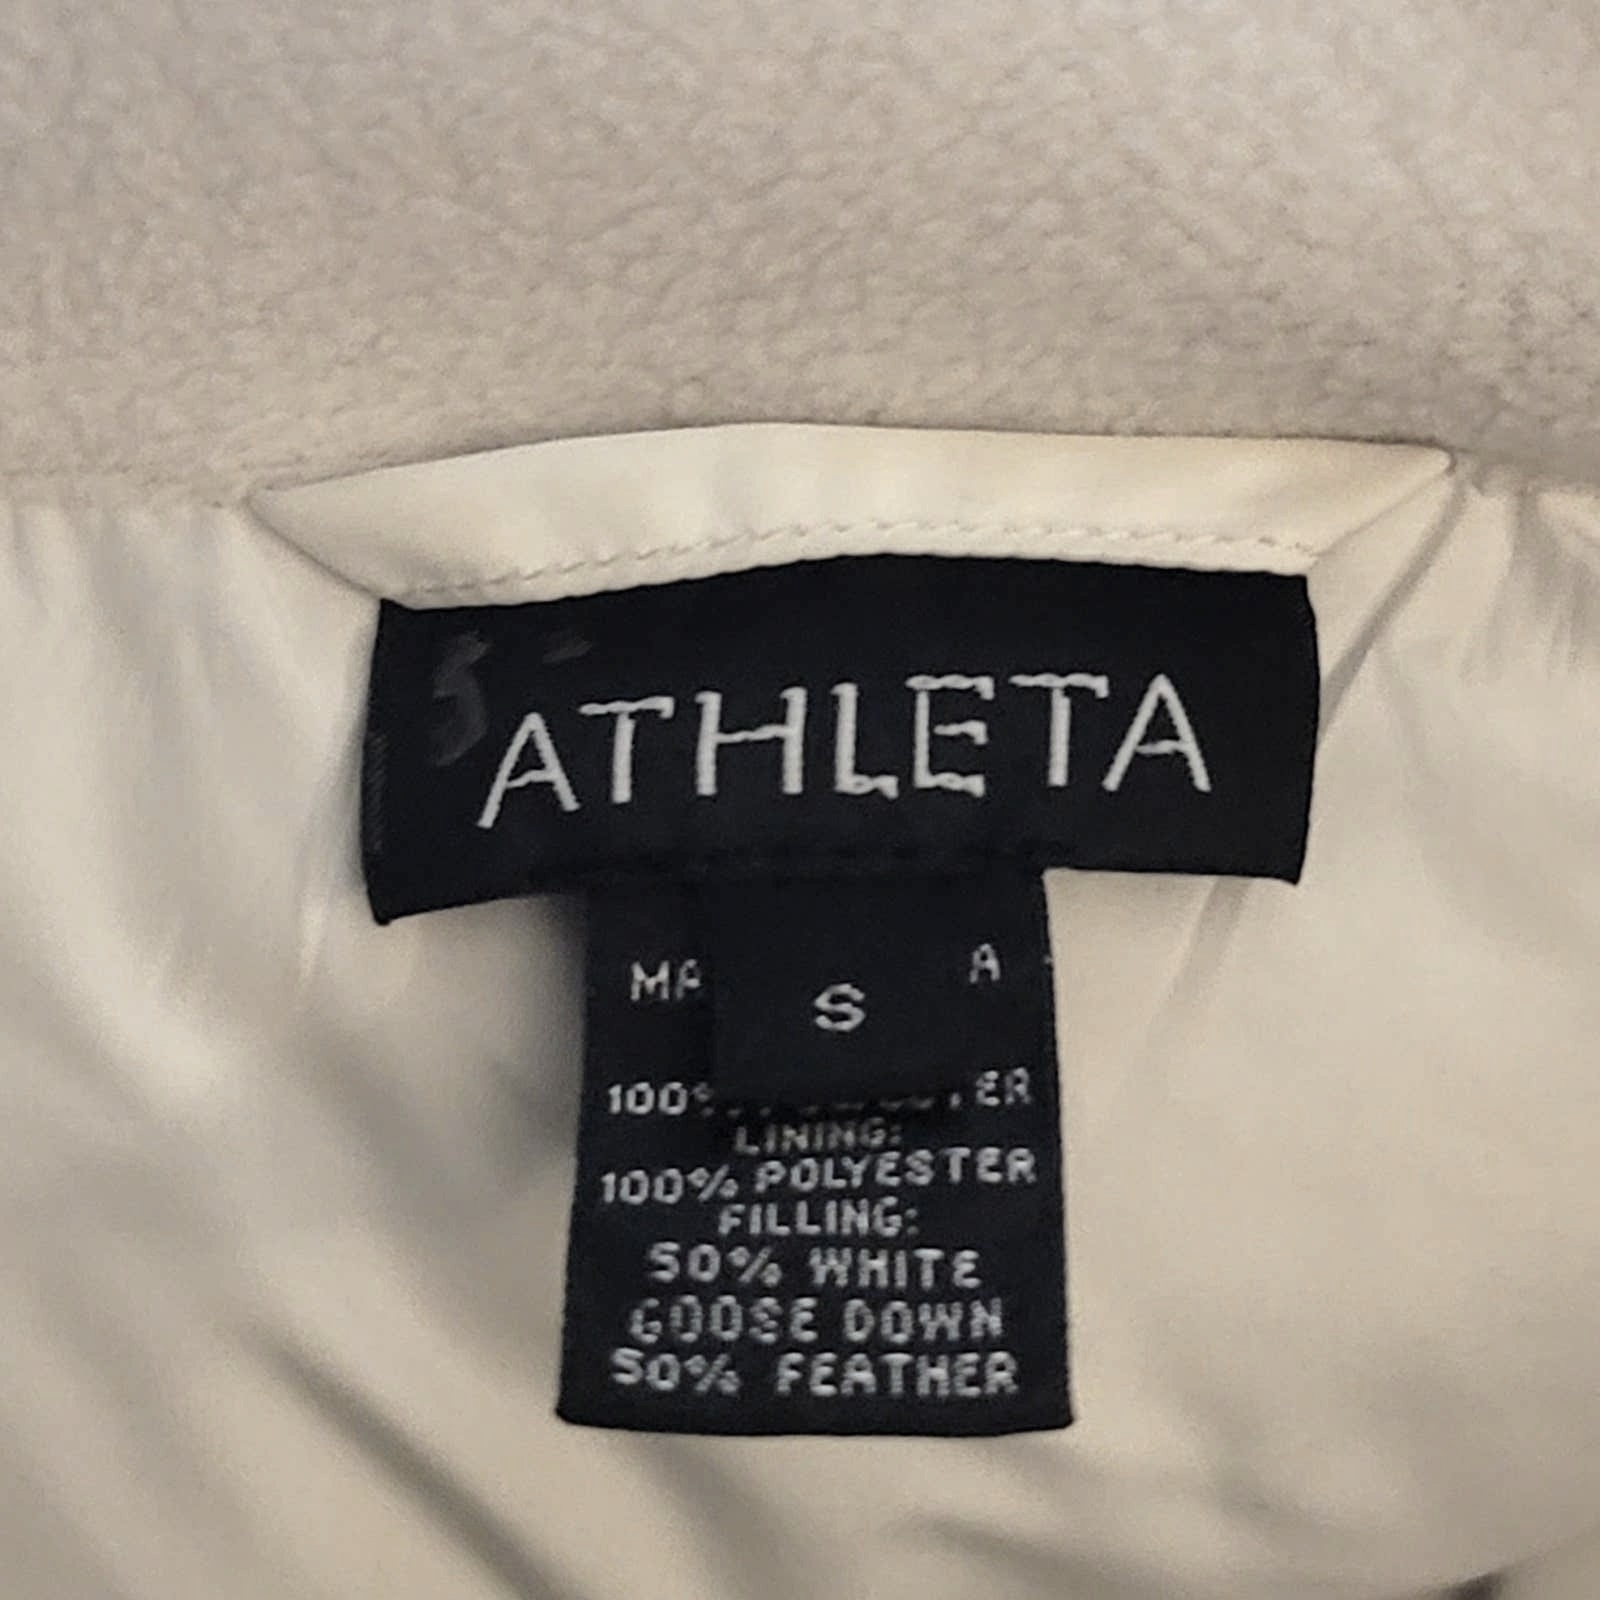 ATHLETA
S
LINING:
100% POLYESTER
FILLING:
50% WHITE
GOOSE DOWN
50% FEATHER